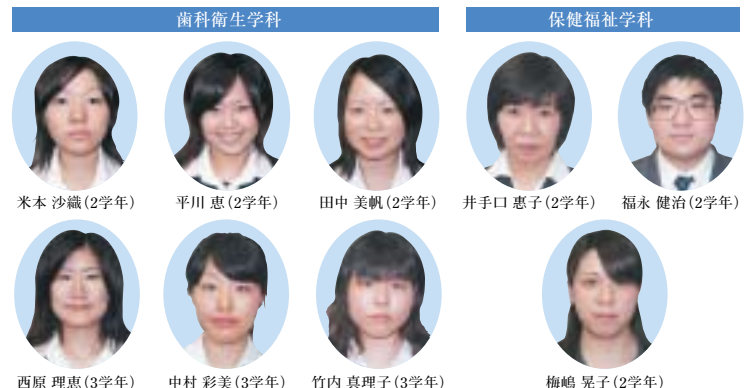 歯科衛生学科
保健福祉学科
米本 沙織(2学年)
平川 恵(2学年)
田中 美帆(2学年)
井手口 惠子(2学年)
福永 健治(2学年)
西原 理恵(3学年)
中村 彩美(3学年)
竹内 真理子(3学年)
梅嶋 晃子(2学年)